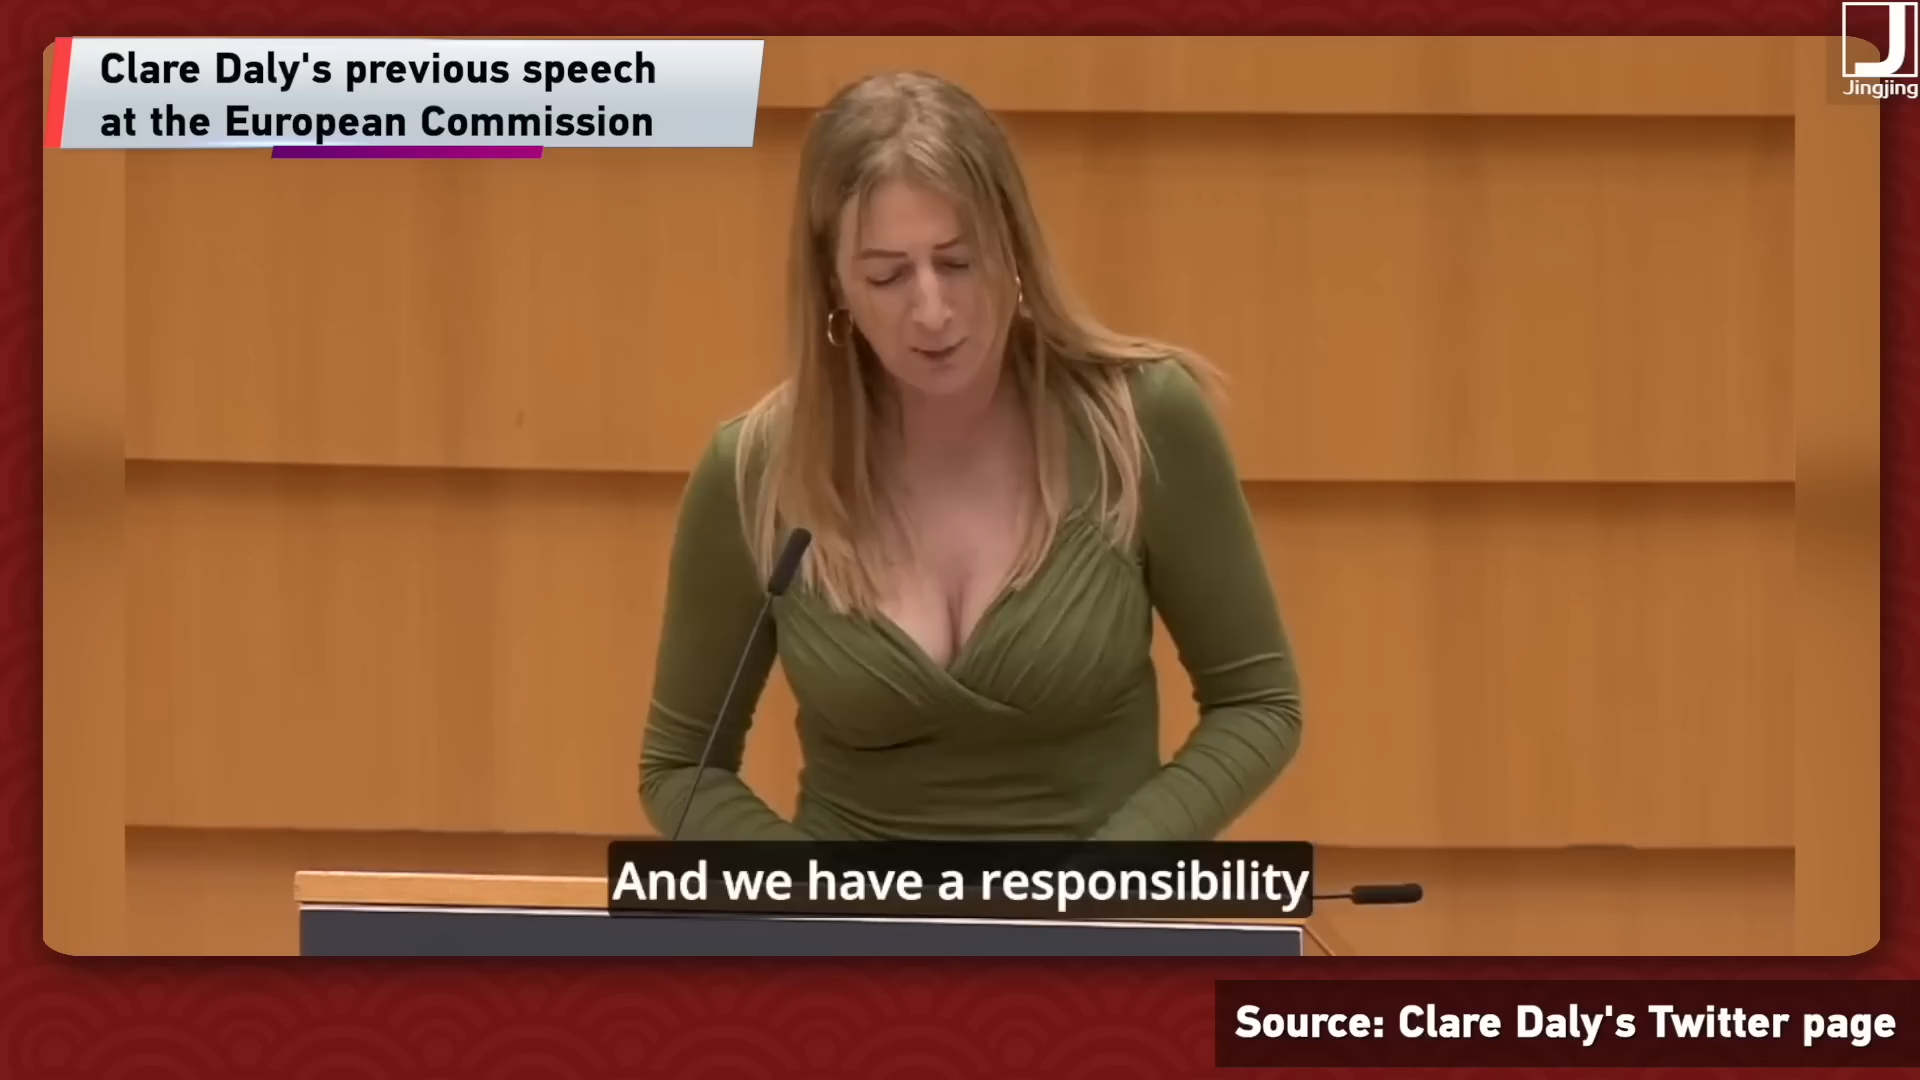 Clare Daly's previous speech
at the European Commission
Jingjing
And we have a responsibility
Source: Clare Daly's Twitter page